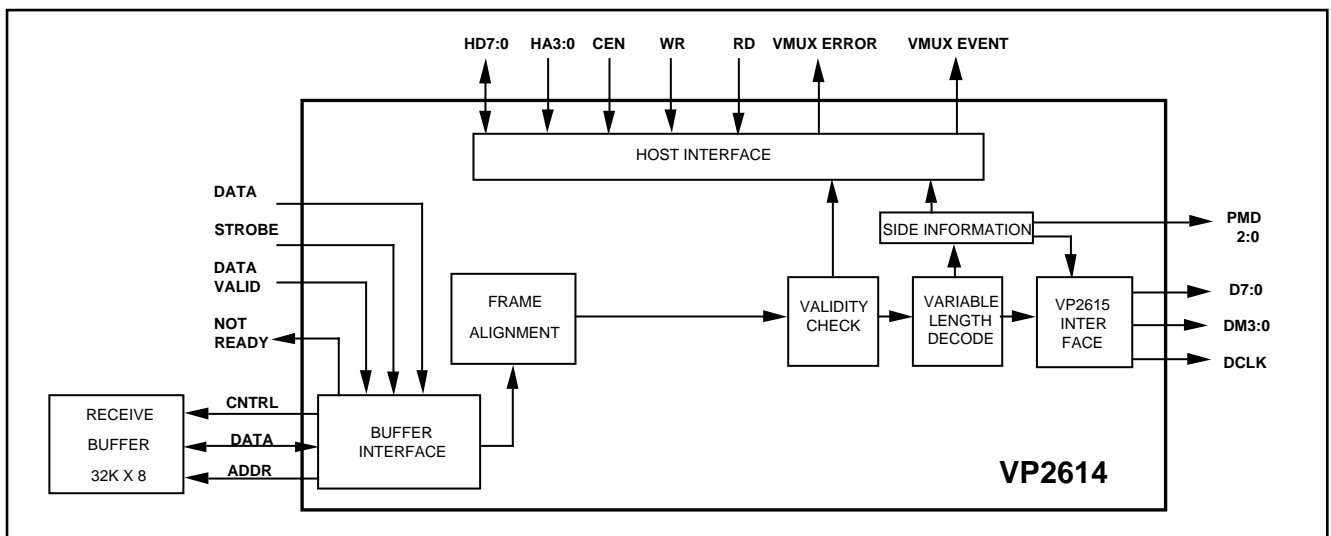 HD7:0 HA3:0 CEN WR RD VMUX ERROR VMUX EVENT
HOST INTERFACE
DATA
STROBE
DATA
VALID
NOT
READY
SIDE INFORMATION
PMD
2:0
FRAME
ALIGNMENT
VALIDITY
CHECK
VARIABLE
LENGTH
DECODE
VP2615
INTER
FACE
D7:0
DM3:0
DCLK
RECEIVE
BUFFER
32K X 8
CNTRL
DATA
ADDR
BUFFER
INTERFACE
VP2614